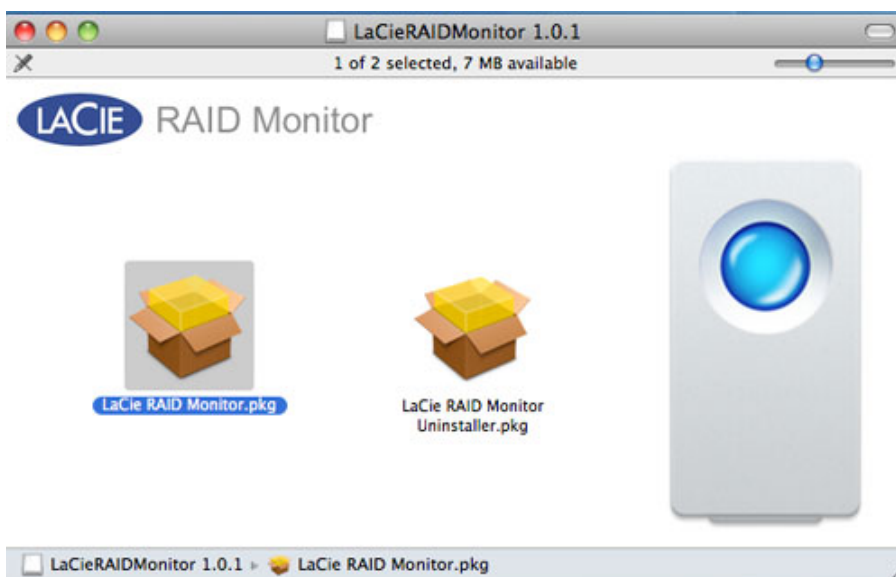 LaCieRAIDMonitor 1.0.1
1 of 2 selected, 7 MB available
LACIE RAID Monitor
LaCie RAID Monitor.pkg
LaCie RAID Monitor
Uninstaller.pkg
LaCieRAIDMonitor 1.0.1 ▸ LaCie RAID Monitor.pkg